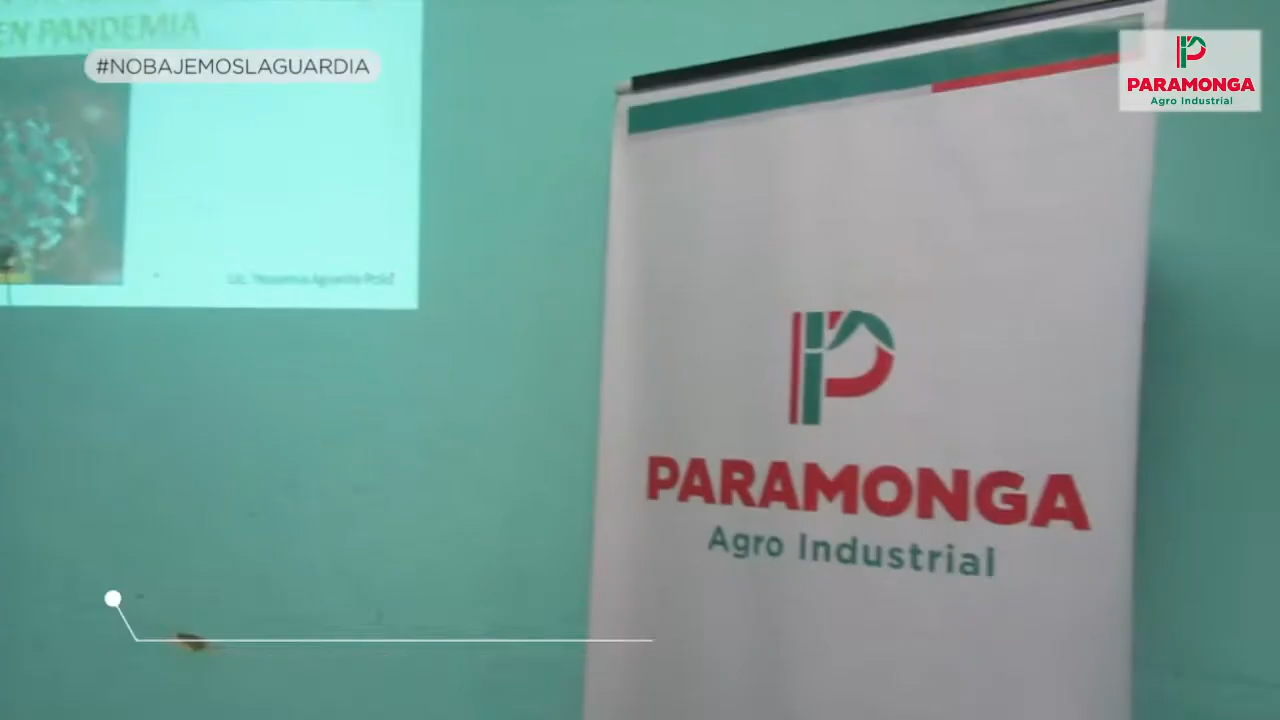 EN PANDEMIA
#NOBAJEMOSLAGUARDIA
PARAMONGA
Agro Industrial
PARAMONGA
Agro Industrial